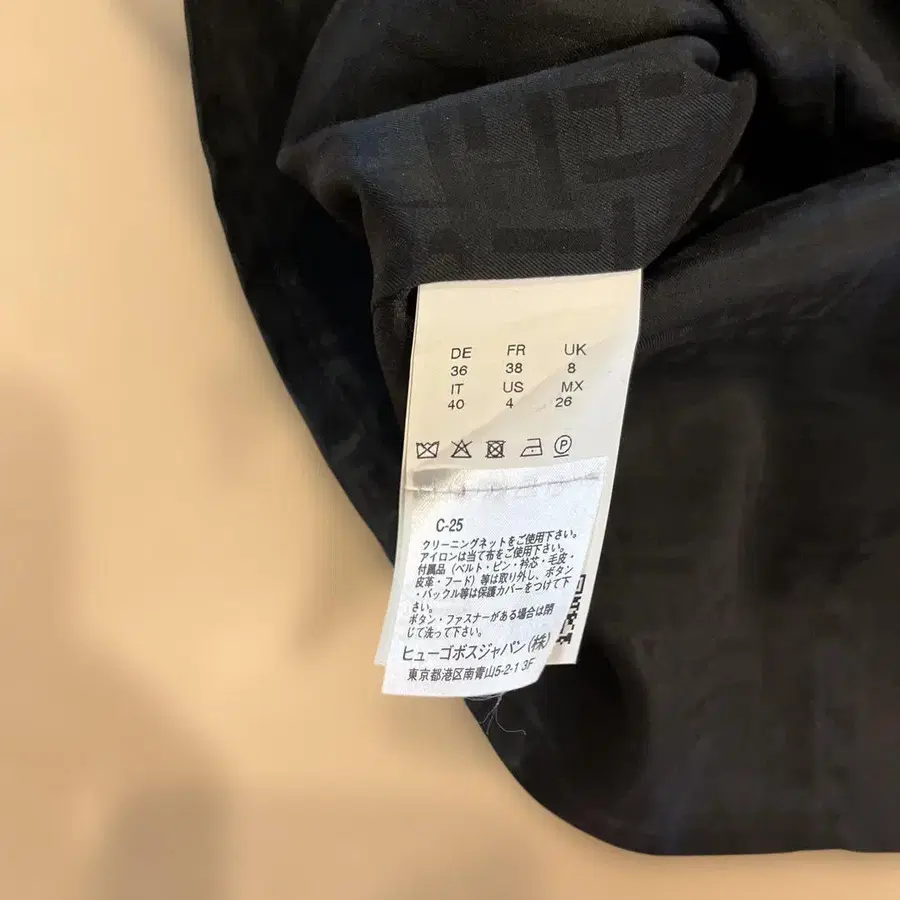 DE FR UK
36 38 8
IT US MX
40 4 26
C-25
クリーニングネットをご使用下さい。
アイロンは当て布をご使用下さい。
付属品（ベルト・ピン・衿芯・毛皮・
皮革・フード）等は取り外し、ボタン
・バックル等は保護カバーをつけて下
さい。
ボタン・ファスナーがある場合は閉
じて洗って下さい。
ヒューゴボスジャパン（株）
東京都港区南青山5-2-1 3F